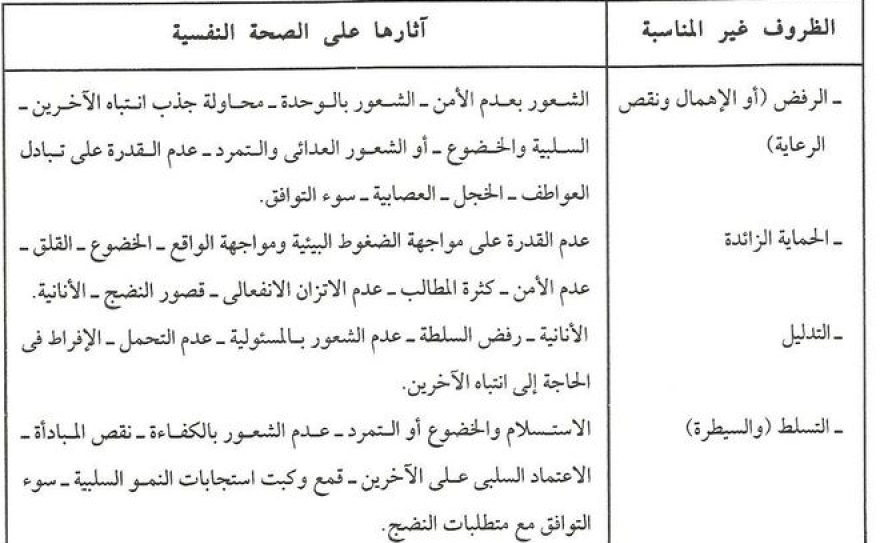 الظروف غير المناسبة
آثارها على الصحة النفسية
ـ الرفض (أو الإهمال ونقص
الرعاية)
الشعور بعدم الأمن ـ الشعور بالوحدة ـ محاولة جذب انتباه الآخرين ـ
السلبية والخضوع ـ أو الشعور العدائى والتمرد ـ عدم القدرة على تبادل
العواطف ـ الخجل ـ العصابية ـ سوء التوافق.
ـ الحماية الزائدة
عدم القدرة على مواجهة الضغوط البيئية ومواجهة الواقع ـ الخضوع ـ القلق ـ
عدم الأمن ـ كثرة المطالب ـ عدم الاتزان الانفعالى ـ قصور النضج ـ الأنانية.
ـ التدليل
الأنانية ـ رفض السلطة ـ عدم الشعور بالمسئولية ـ عدم التحمل ـ الإفراط فى
الحاجة إلى انتباه الآخرين.
ـ التسلط (والسيطرة)
الاستسلام والخضوع أو التمرد ـ عدم الشعور بالكفاءة ـ نقص المبادأة ـ
الاعتماد السلبى على الآخرين ـ قمع وكبت استجابات النمو السلبية ـ سوء
التوافق مع متطلبات النضج.